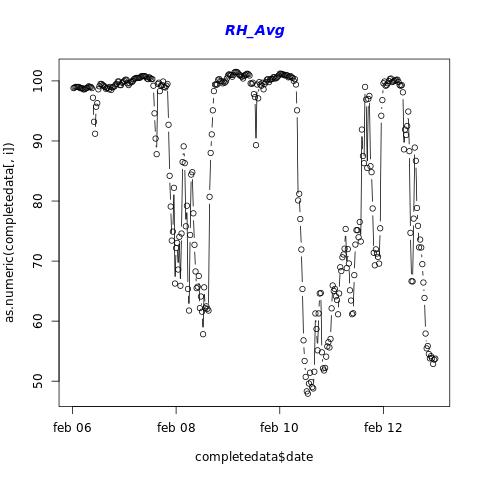 RH_Avg
as.numeric(completedata[, i])
100
90
80
70
60
50
feb 06
feb 08
feb 10
feb 12
completedata$date